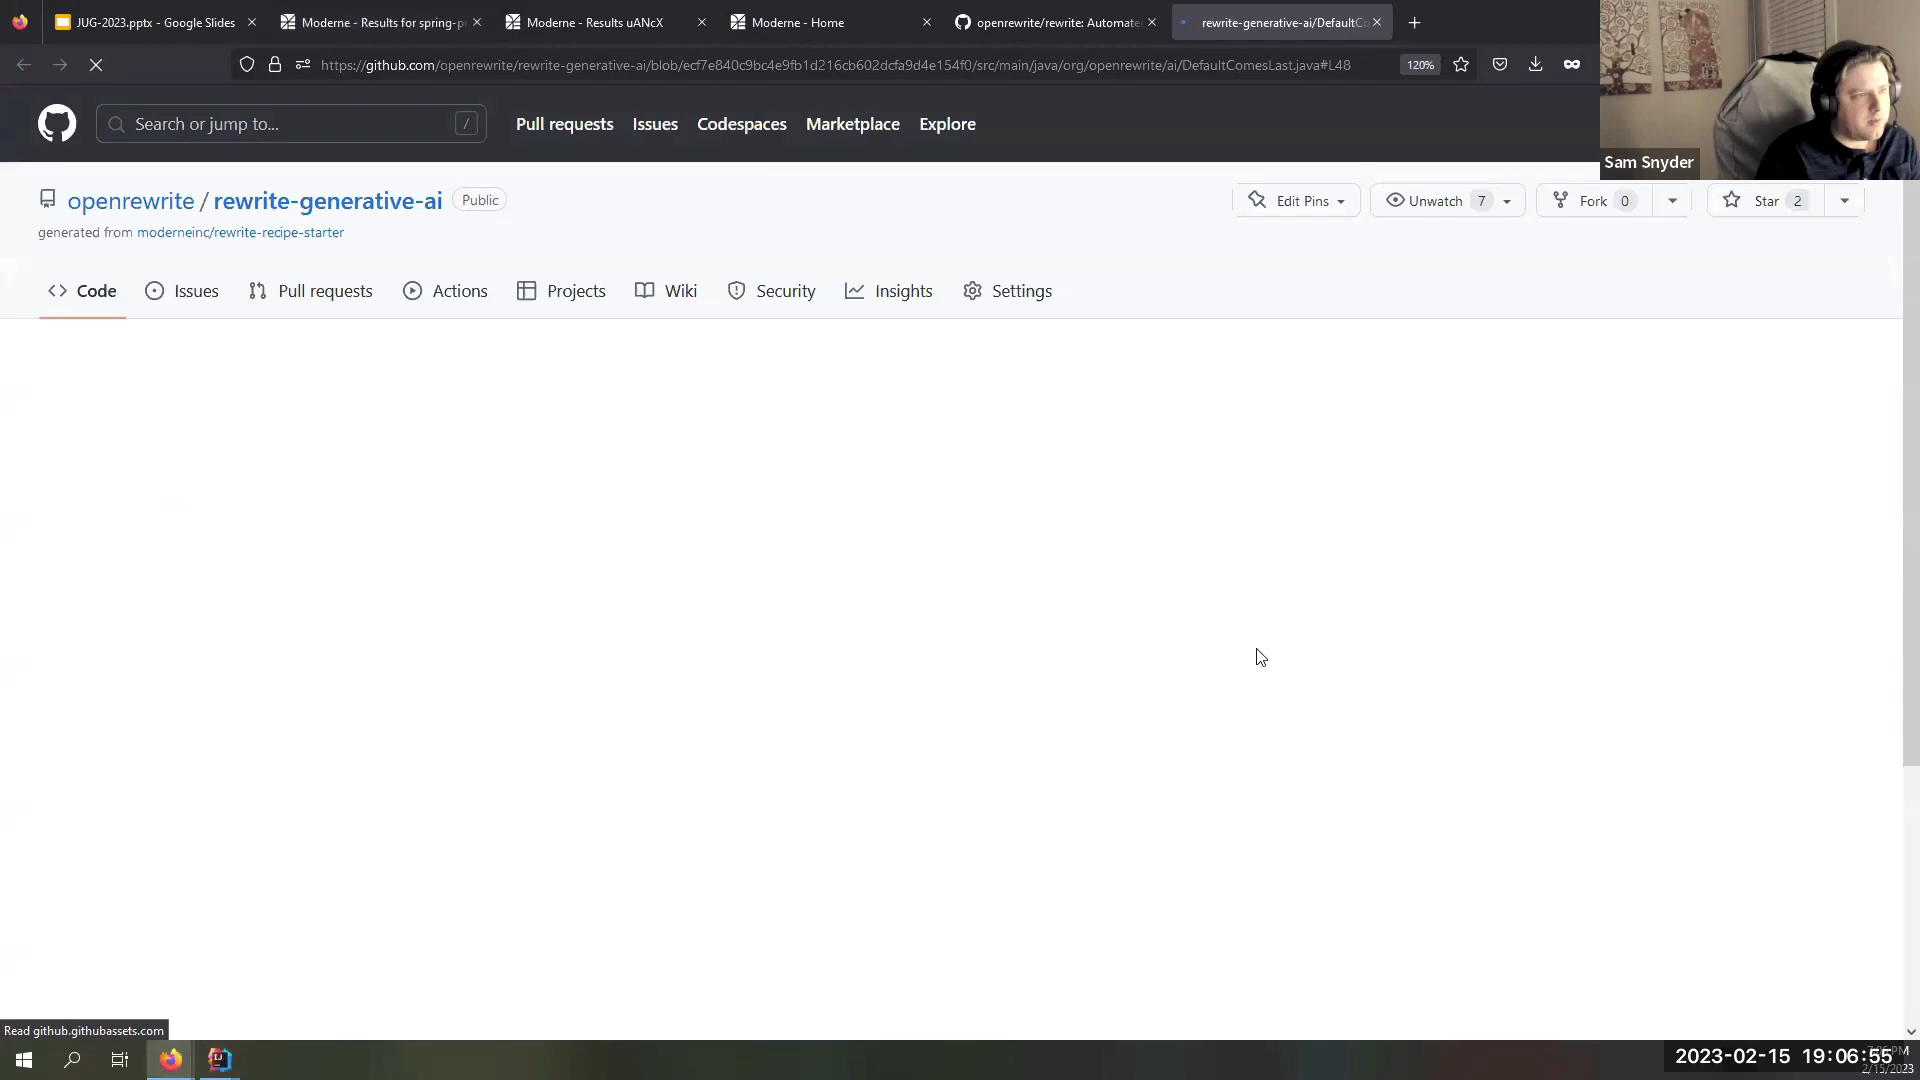 JUG-2023.pptx - Google Slides
Moderne - Results for spring-p
Moderne - Results uANcX
Moderne - Home
openrewrite/rewrite: Automate
rewrite-generative-ai/DefaultCo
https://github.com/openrewrite/rewrite-generative-ai/blob/ecf7e840c9bc4e9fb1d216cb602dcfa9d4e154f0/src/main/java/org/openrewrite/ai/DefaultComesLast.java#L48
120%
Search or jump to...
/
Pull requests
Issues
Codespaces
Marketplace
Explore
Sam Snyder
openrewrite / rewrite-generative-ai
Public
Edit Pins
Unwatch 7
Fork 0
Star 2
generated from moderneinc/rewrite-recipe-starter
Code
Issues
Pull requests
Actions
Projects
Wiki
Security
Insights
Settings
Read github.githubassets.com
2023-02-15 19:06:55
2/15/2023